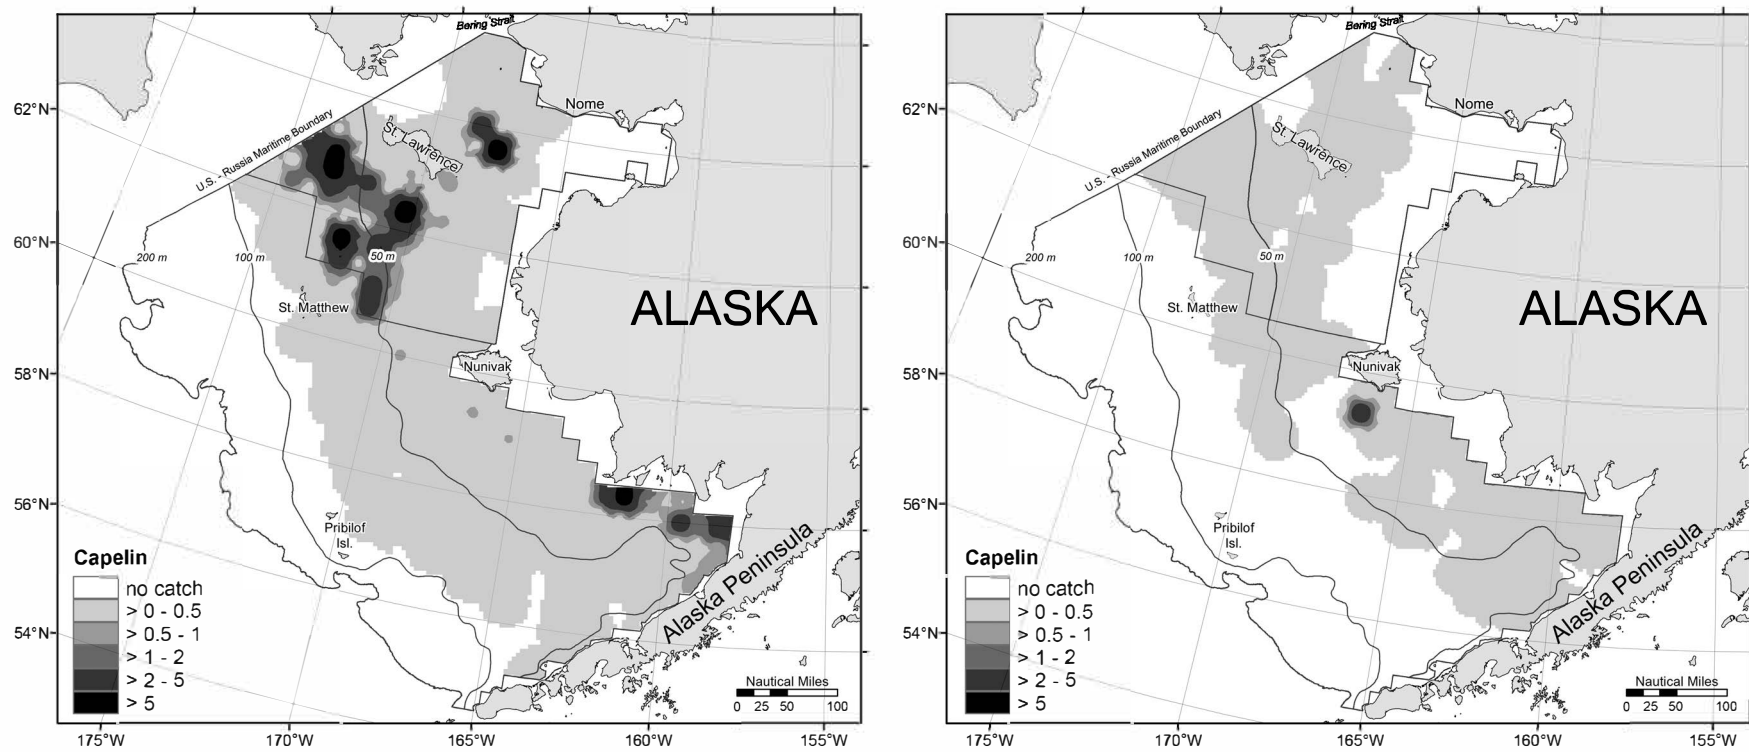 Bering Strait
62°N
Nome
U.S. - Russia Maritime Boundary
St. Lawrence
60°N
200 m
100 m
50 m
St. Matthew
ALASKA
58°N
Nunivak
56°N
Pribilof
Isl.
Capelin
no catch
> 0 - 0.5
> 0.5 - 1
> 1 - 2
> 2 - 5
> 5
54°N
Alaska Peninsula
Nautical Miles
0 25 50 100
175°W
170°W
165°W
160°W
155°W
Bering Strait
62°N
Nome
U.S. - Russia Maritime Boundary
St. Lawrence
60°N
200 m
100 m
50 m
St. Matthew
ALASKA
58°N
Nunivak
56°N
Pribilof
Isl.
Capelin
no catch
> 0 - 0.5
> 0.5 - 1
> 1 - 2
> 2 - 5
> 5
54°N
Alaska Peninsula
Nautical Miles
0 25 50 100
175°W
170°W
165°W
160°W
155°W